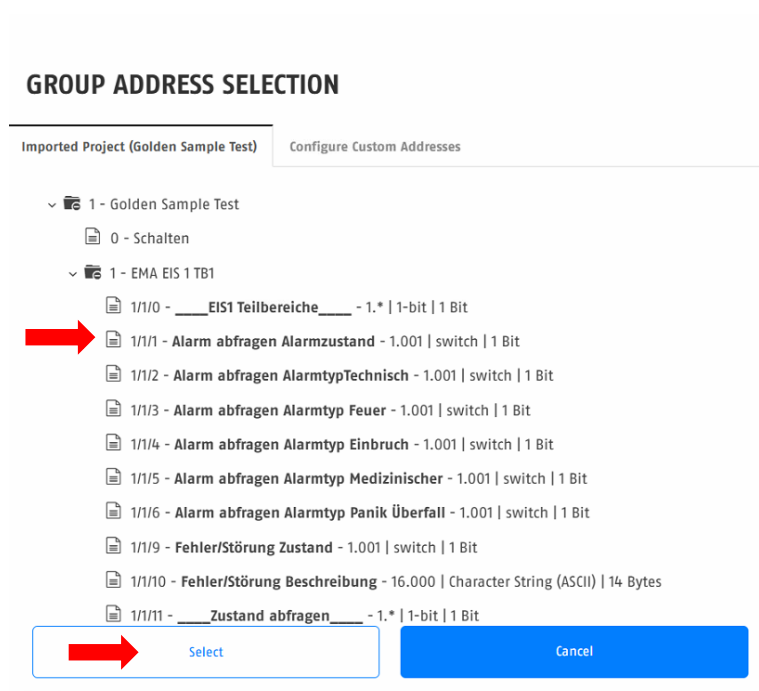 GROUP ADDRESS SELECTION
Imported Project (Golden Sample Test) Configure Custom Addresses
1 - Golden Sample Test
0 - Schalten
1 - EMA EIS 1 TB1
1/1/0 - ____EIS1 Teilbereiche____ - 1.* | 1-bit | 1 Bit
1/1/1 - Alarm abfragen Alarmzustand - 1.001 | switch | 1 Bit
1/1/2 - Alarm abfragen AlarmtypTechnisch - 1.001 | switch | 1 Bit
1/1/3 - Alarm abfragen Alarmtyp Feuer - 1.001 | switch | 1 Bit
1/1/4 - Alarm abfragen Alarmtyp Einbruch - 1.001 | switch | 1 Bit
1/1/5 - Alarm abfragen Alarmtyp Medizinischer - 1.001 | switch | 1 Bit
1/1/6 - Alarm abfragen Alarmtyp Panik Überfall - 1.001 | switch | 1 Bit
1/1/9 - Fehler/Störung Zustand - 1.001 | switch | 1 Bit
1/1/10 - Fehler/Störung Beschreibung - 16.000 | Character String (ASCII) | 14 Bytes
1/1/11 - ____Zustand abfragen____ - 1.* | 1-bit | 1 Bit
Select Cancel